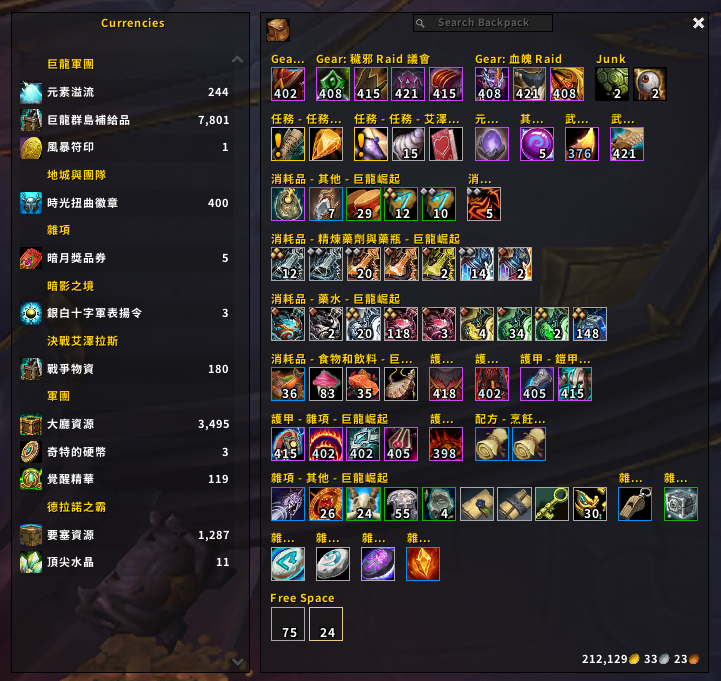 Currencies
巨龍軍團
元素溢流 244
巨龍群島補給品 7,801
風暴符印 1
地城與團隊
時光扭曲徽章 400
雜項
暗月獎品券 5
暗影之境
銀白十字軍表揚令 3
決戰艾澤拉斯
戰爭物資 180
軍團
大廳資源 3,495
奇特的硬幣 3
覺醒精華 119
德拉諾之霸
要塞資源 1,287
頂尖水晶 11
Search Backpack
Gea... Gear: 穢邪 Raid 議會 Gear: 血魄 Raid Junk
402 408 415 421 415 408 421 408 2 2
任務 - 任務... 任務 - 任務 - 艾澤... 元... 其... 武... 武...
15 5 376 421
消耗品 - 其他 - 巨龍崛起 消...
7 29 12 10 5
消耗品 - 精煉藥劑與藥瓶 - 巨龍崛起
12 20 2 14 2
消耗品 - 藥水 - 巨龍崛起
2 20 118 3 4 34 2 148
消耗品 - 食物和飲料 - 巨... 護... 護... 護甲 - 鎧甲...
36 83 35 418 402 405 415
護甲 - 雜項 - 巨龍崛起 護... 配方 - 烹飪...
415 402 402 405 398
雜項 - 其他 - 巨龍崛起 雜... 雜...
26 24 55 4 30
雜... 雜... 雜... 雜...
Free Space
75 24
212,129 33 23